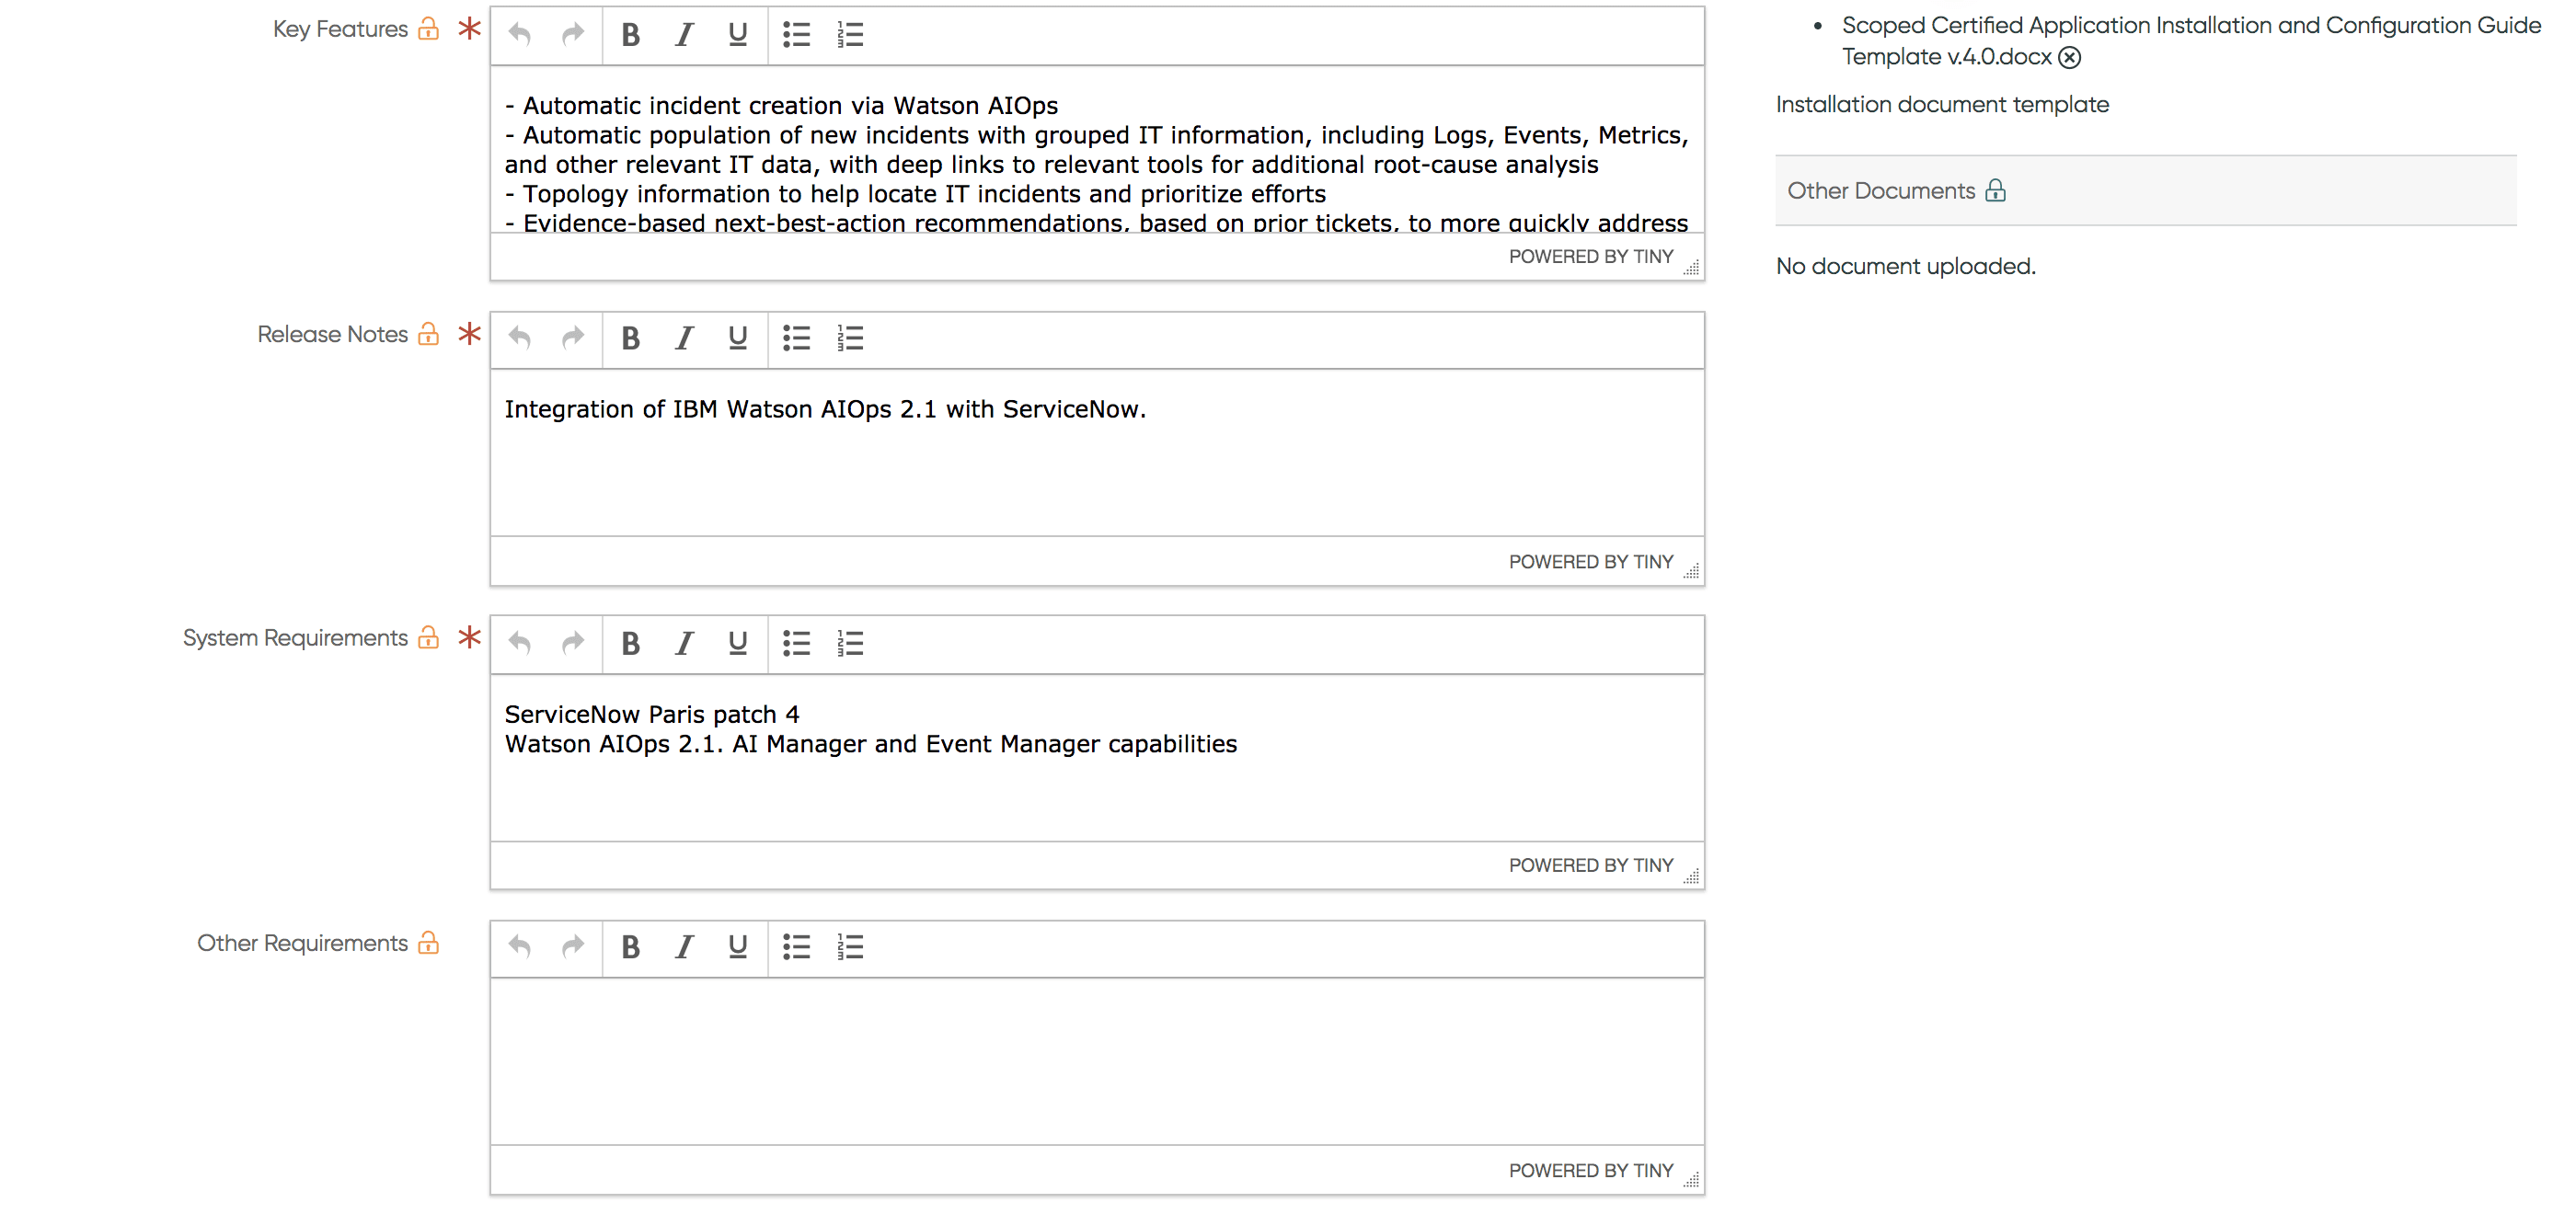 Key Features *
- Automatic incident creation via Watson AIOps
- Automatic population of new incidents with grouped IT information, including Logs, Events, Metrics,
and other relevant IT data, with deep links to relevant tools for additional root-cause analysis
- Topology information to help locate IT incidents and prioritize efforts
- Evidence-based next-best-action recommendations, based on prior tickets, to more quickly address
POWERED BY TINY
Release Notes *
Integration of IBM Watson AIOps 2.1 with ServiceNow.
POWERED BY TINY
System Requirements *
ServiceNow Paris patch 4
Watson AIOps 2.1. AI Manager and Event Manager capabilities
POWERED BY TINY
Other Requirements
POWERED BY TINY
• Scoped Certified Application Installation and Configuration Guide
Template v.4.0.docx
Installation document template
Other Documents
No document uploaded.